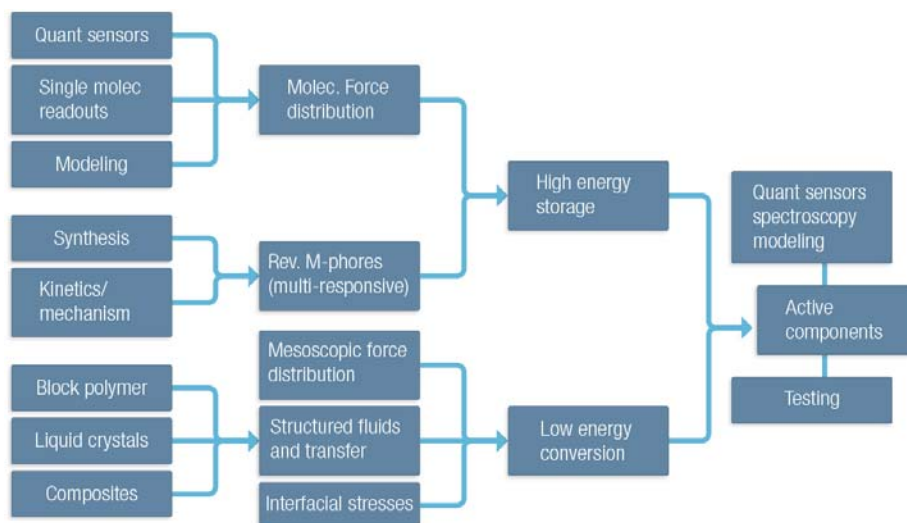 Quant sensors
Single molec
readouts
Modeling
Synthesis
Kinetics/
mechanism
Block polymer
Liquid crystals
Composites
Molec. Force
distribution
Rev. M-phores
(multi-responsive)
Mesoscopic force
distribution
Structured fluids
and transfer
Interfacial stresses
High energy
storage
Low energy
conversion
Quant sensors
spectroscopy
modeling
Active
components
Testing